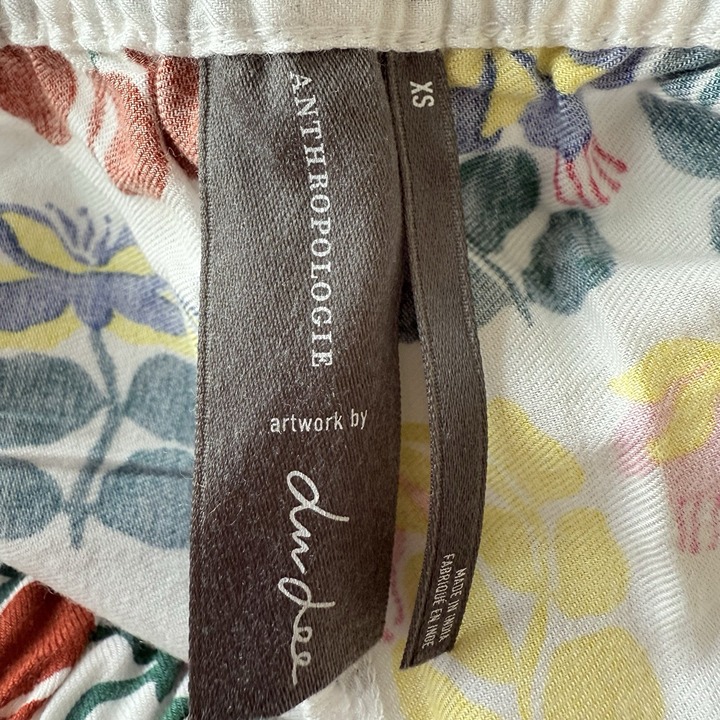 ANTHROPOLOGIE
artwork by
XS
MADE IN INDIA
FABRIQUÉ EN INDE